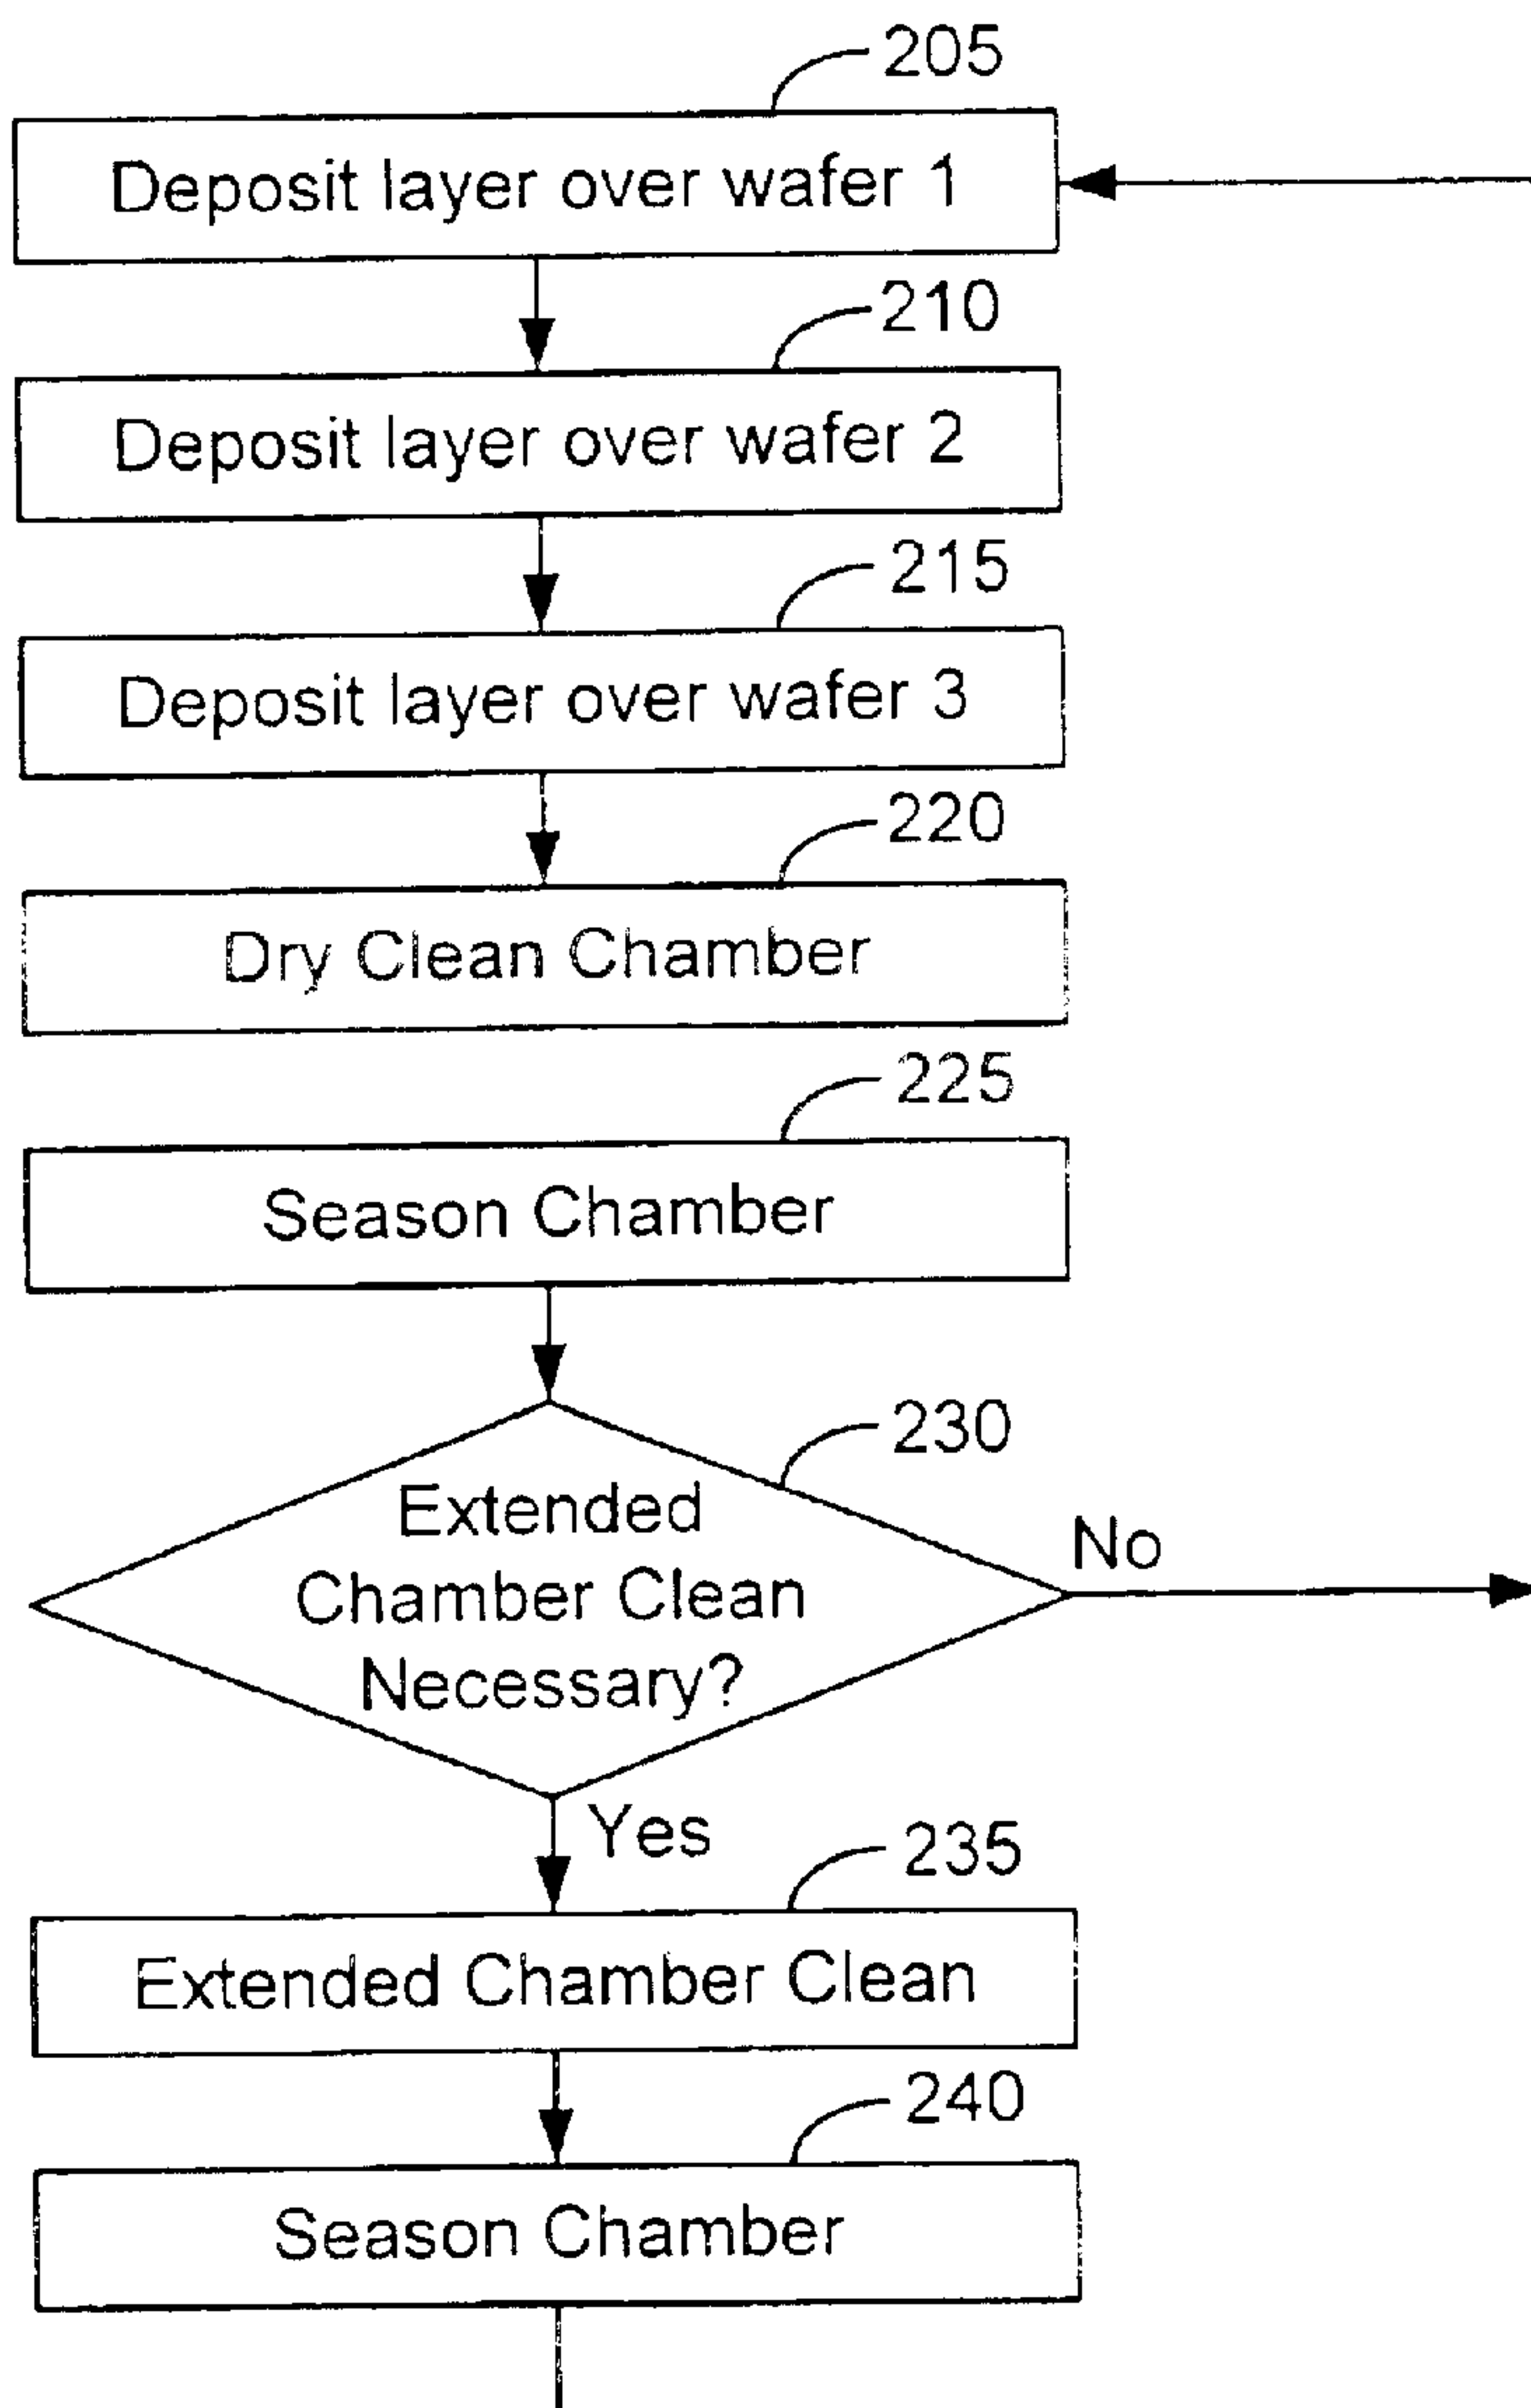 205
Deposit layer over wafer 1
210
Deposit layer over wafer 2
215
Deposit layer over wafer 3
220
Dry Clean Chamber
225
Season Chamber
230
Extended
Chamber Clean
Necessary?
No
Yes
235
Extended Chamber Clean
240
Season Chamber